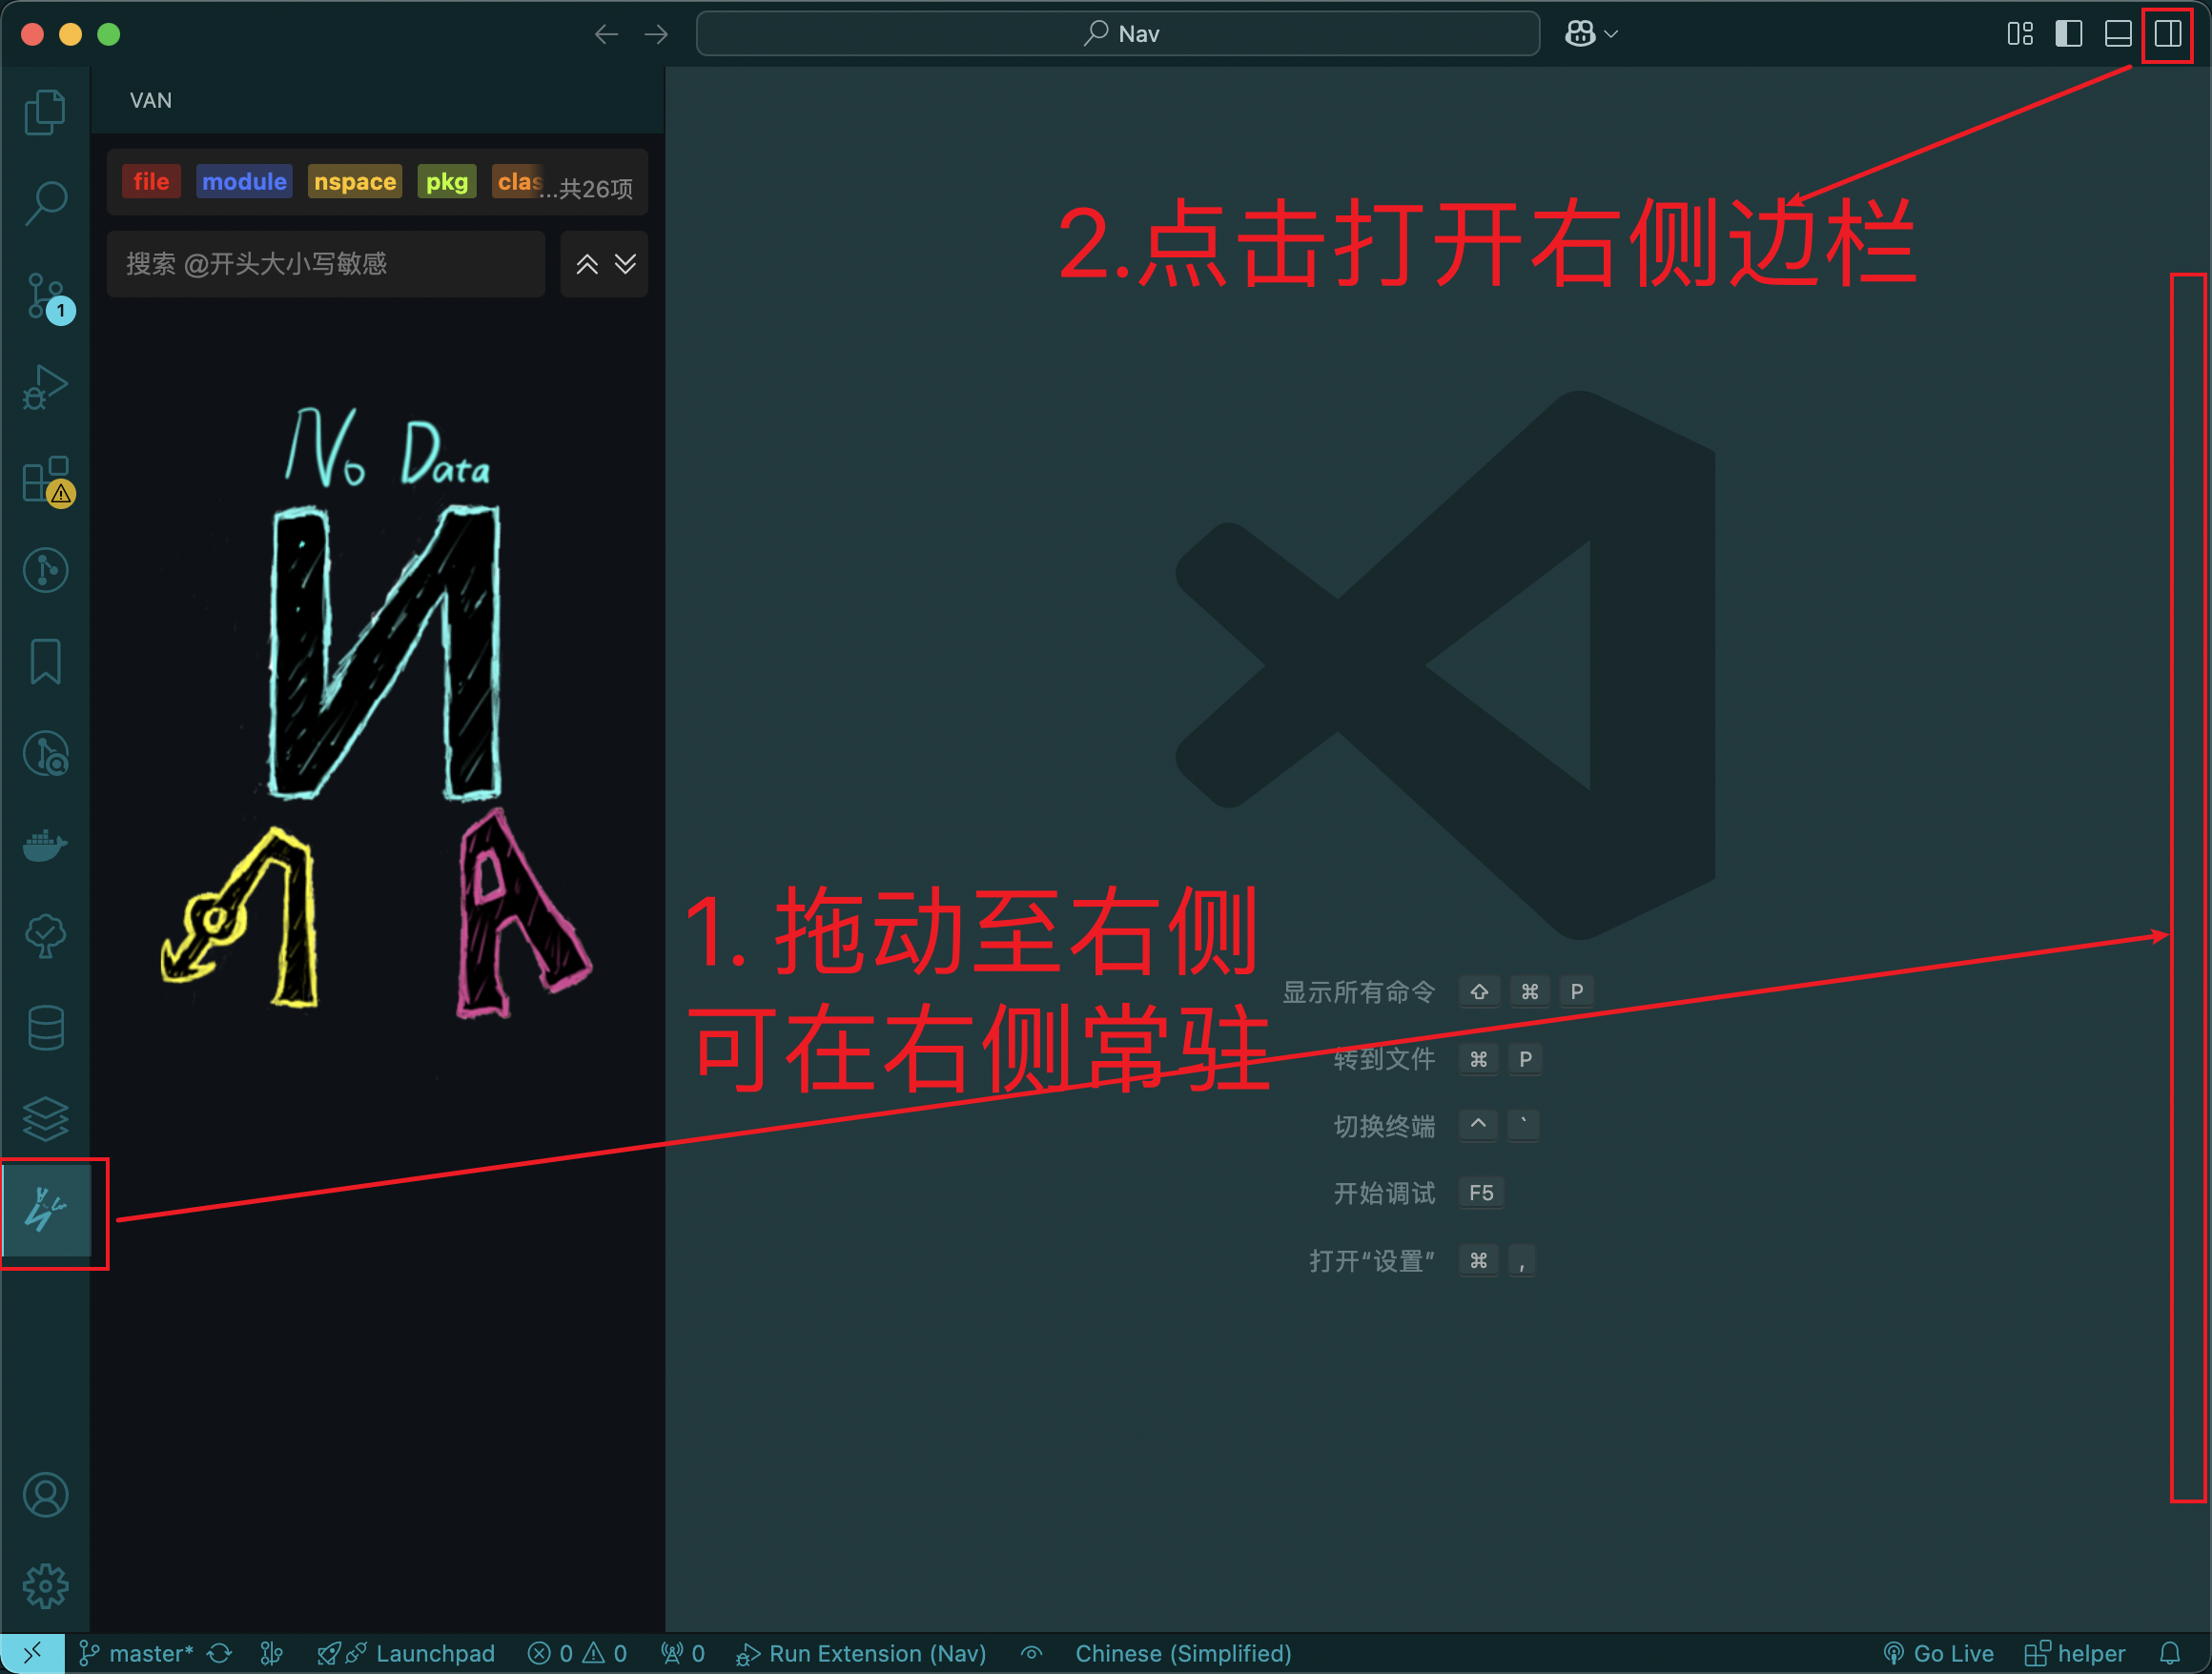 Nav
VAN
file module nspace pkg clas ...共26项
搜索 @开头大小写敏感
1
No Data
2.点击打开右侧边栏
1. 拖动至右侧
可在右侧常驻
显示所有命令 ⇧ ⌘ P
转到文件 ⌘ P
切换终端 ^ `
开始调试 F5
打开“设置” ⌘ ,
master* Launchpad 0 0 0 Run Extension (Nav) Chinese (Simplified) Go Live helper